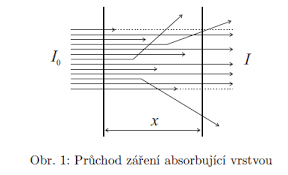 I₀
I
x
Obr. 1: Průchod záření absorbující vrstvou